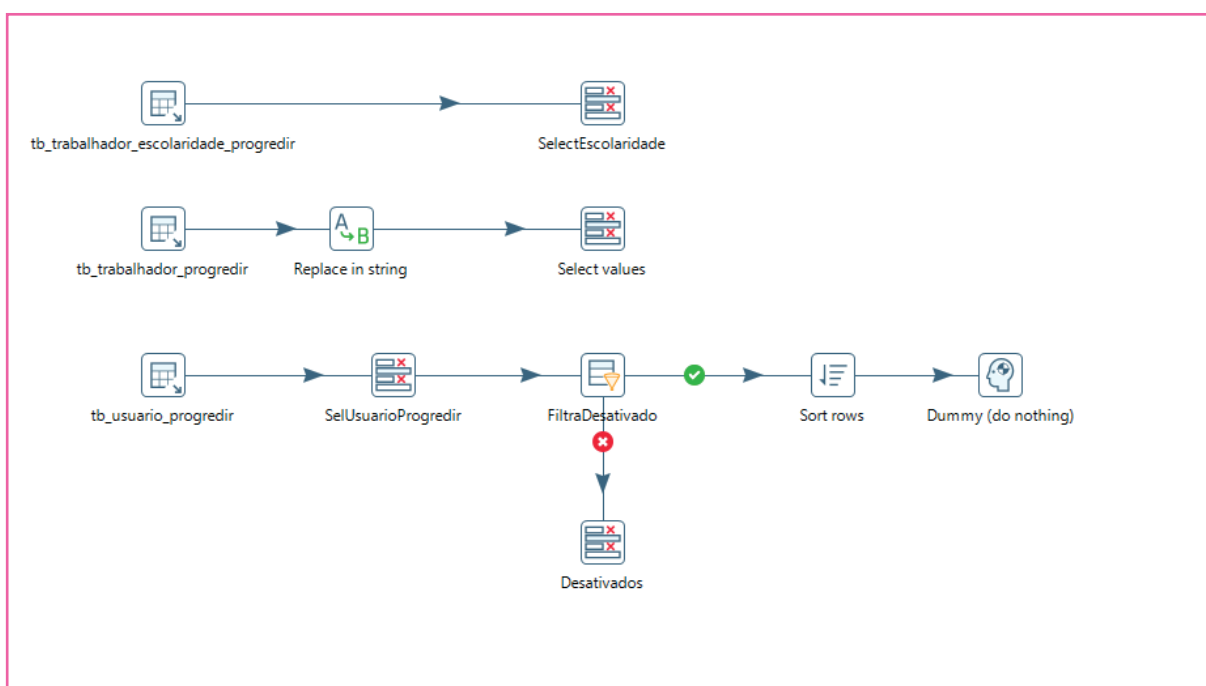 tb_trabalhador_escolaridade_progredir
SelectEscolaridade
A
B
tb_trabalhador_progredir
Replace in string
Select values
tb_usuario_progredir
SelUsuarioProgredir
FiltraDesativado
Sort rows
Dummy (do nothing)
Desativados